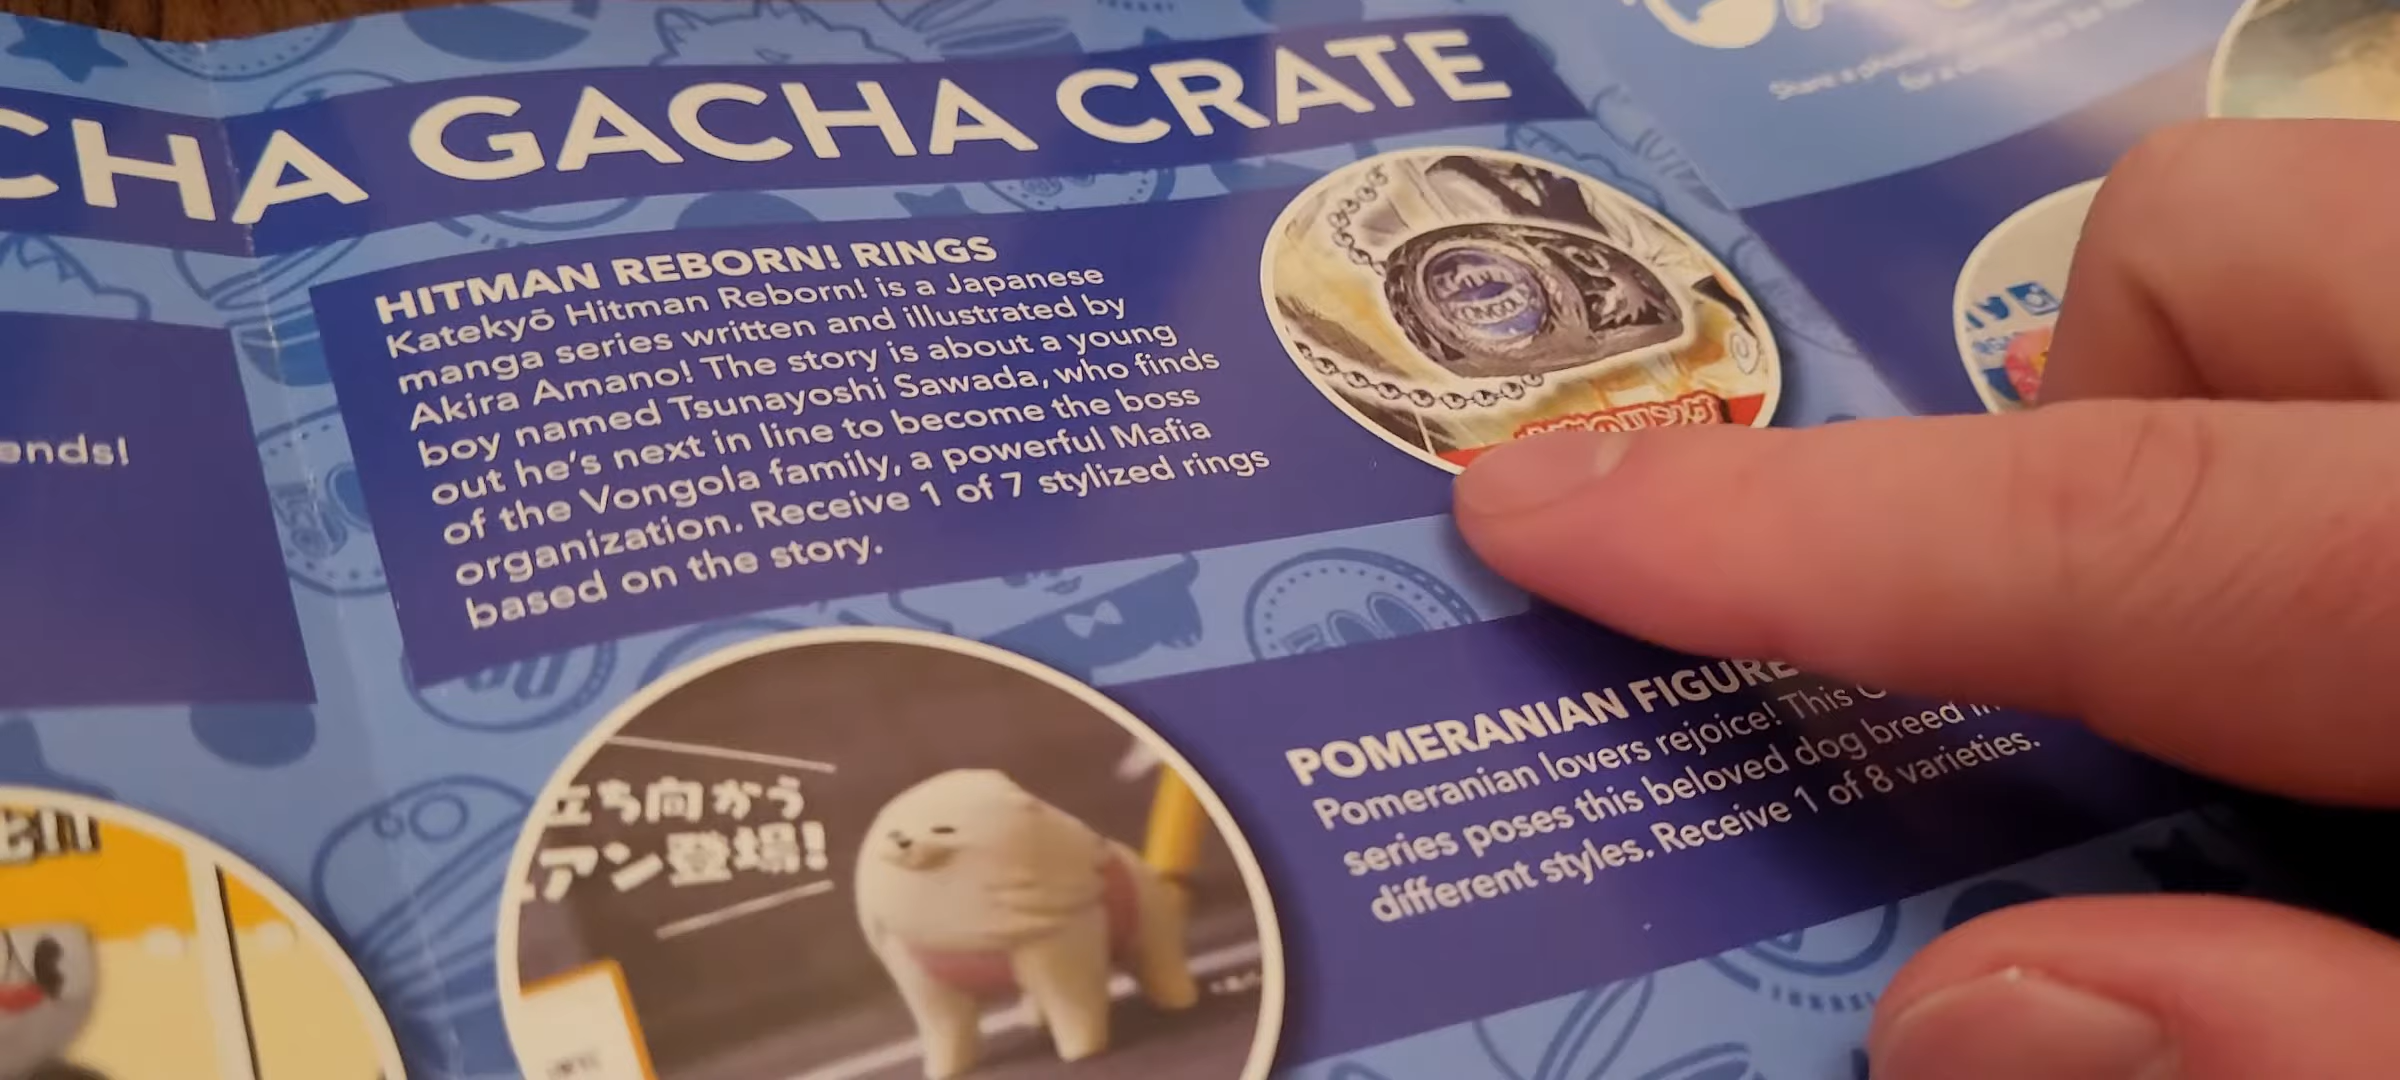 CHA GACHA CRATE
HITMAN REBORN! RINGS
Katekyō Hitman Reborn! is a Japanese
manga series written and illustrated by
Akira Amano! The story is about a young
boy named Tsunayoshi Sawada, who finds
out he's next in line to become the boss
of the Vongola family, a powerful Mafia
organization. Receive 1 of 7 stylized rings
based on the story.
ends!
POMERANIAN FIGURE
Pomeranian lovers rejoice! This
series poses this beloved dog breed in
different styles. Receive 1 of 8 varieties.
立ち向かう
アン登場!
Share a photo
for a
500